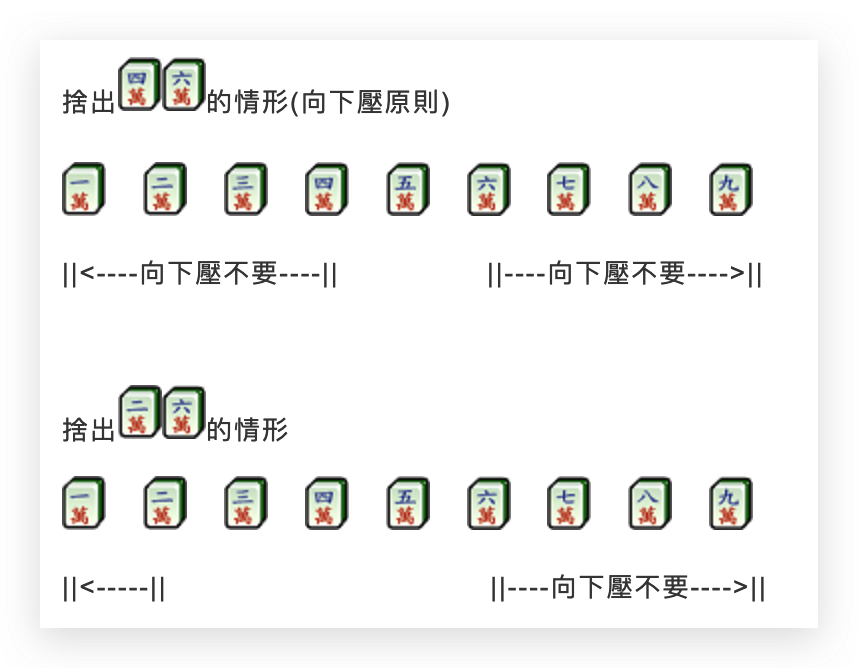 捨出四萬六萬的情形(向下壓原則)
一萬 二萬 三萬 四萬 五萬 六萬 七萬 八萬 九萬
||<----向下壓不要----|| ||----向下壓不要---->||
捨出二萬六萬的情形
一萬 二萬 三萬 四萬 五萬 六萬 七萬 八萬 九萬
||<-----|| ||----向下壓不要---->||